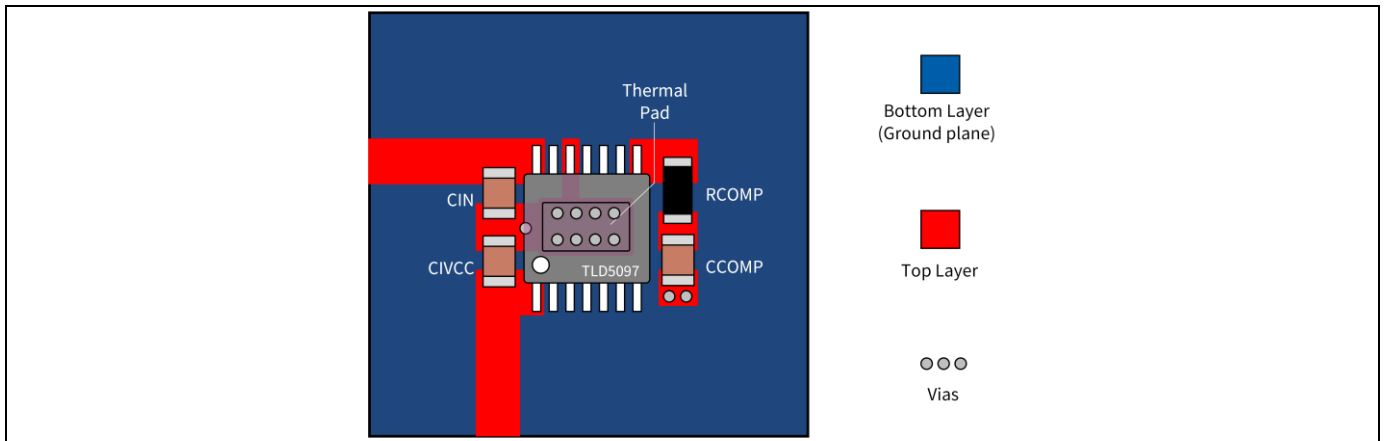 Thermal
Pad
CIN
RCOMP
CIVCC
TLD5097
CCOMP
Bottom Layer
(Ground plane)
Top Layer
Vias